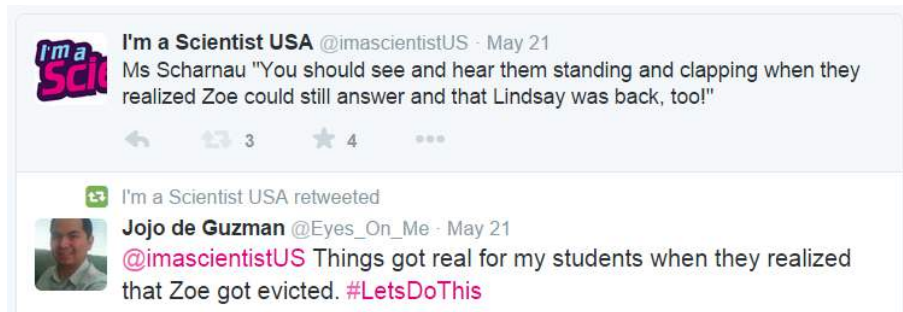 I'm a
Scie
I'm a Scientist USA @imascientistUS · May 21
Ms Scharnau "You should see and hear them standing and clapping when they
realized Zoe could still answer and that Lindsay was back, too!"
3 4
I'm a Scientist USA retweeted
Jojo de Guzman @Eyes_On_Me · May 21
@imascientistUS Things got real for my students when they realized
that Zoe got evicted. #LetsDoThis